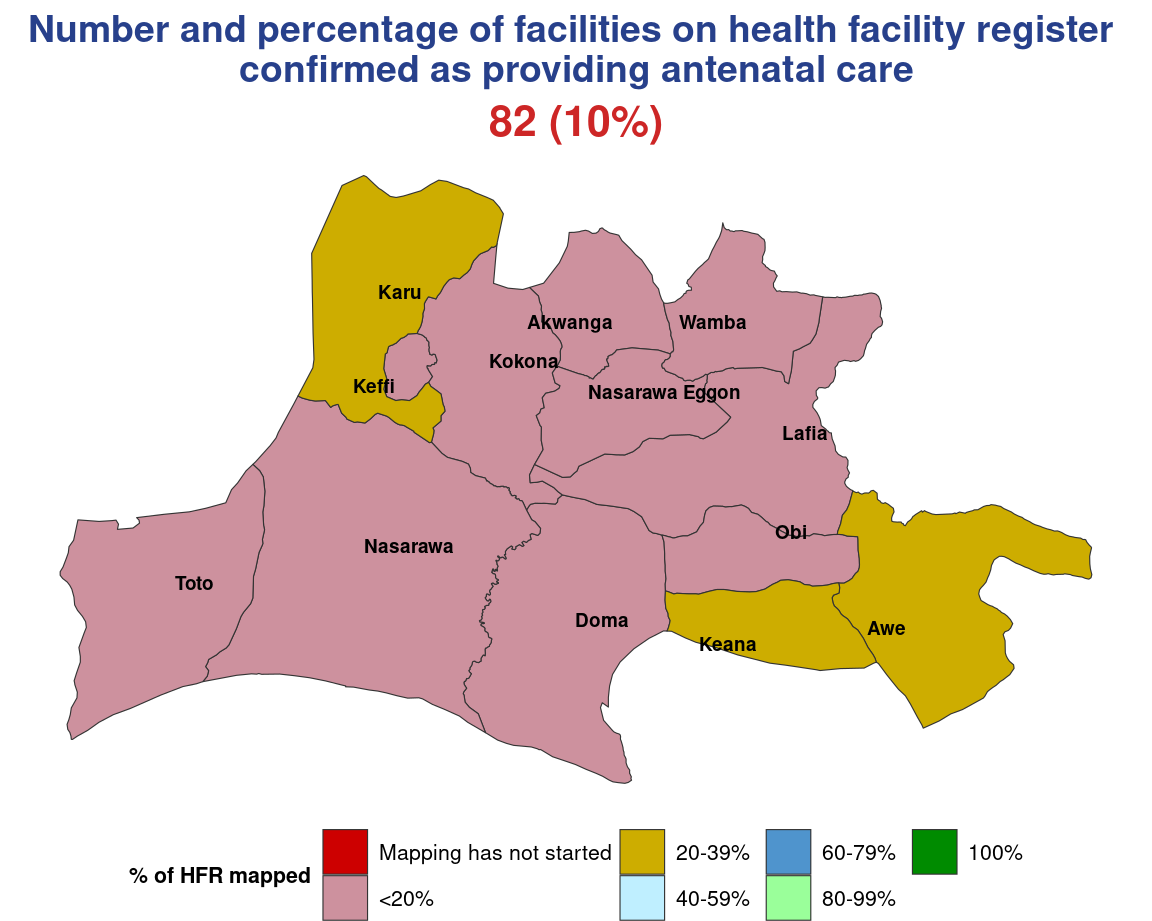 Number and percentage of facilities on health facility register
confirmed as providing antenatal care
82 (10%)
Karu
Akwanga
Wamba
Kokona
Keffi
Nasarawa Eggon
Lafia
Obi
Nasarawa
Toto
Doma
Awe
Keana
% of HFR mapped
Mapping has not started
<20%
20-39%
40-59%
60-79%
80-99%
100%